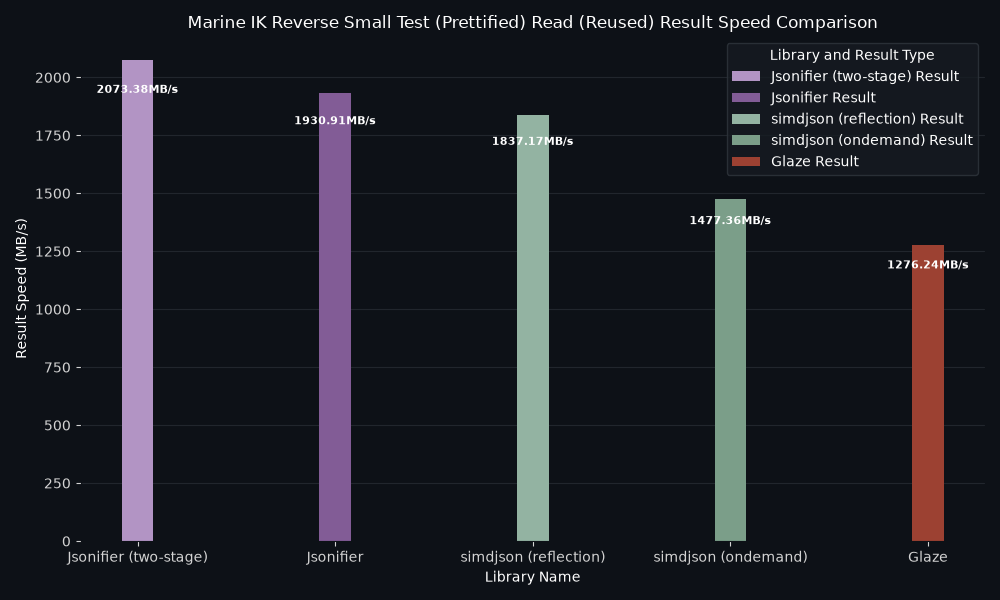 Marine IK Reverse Small Test (Prettified) Read (Reused) Result Speed Comparison
Library and Result Type
Jsonifier (two-stage) Result
Jsonifier Result
simdjson (reflection) Result
simdjson (ondemand) Result
Glaze Result
Result Speed (MB/s)
2000
1750
1500
1250
1000
750
500
250
0
2073.38MB/s
1930.91MB/s
1837.17MB/s
1477.36MB/s
1276.24MB/s
Jsonifier (two-stage)
Jsonifier
simdjson (reflection)
simdjson (ondemand)
Glaze
Library Name